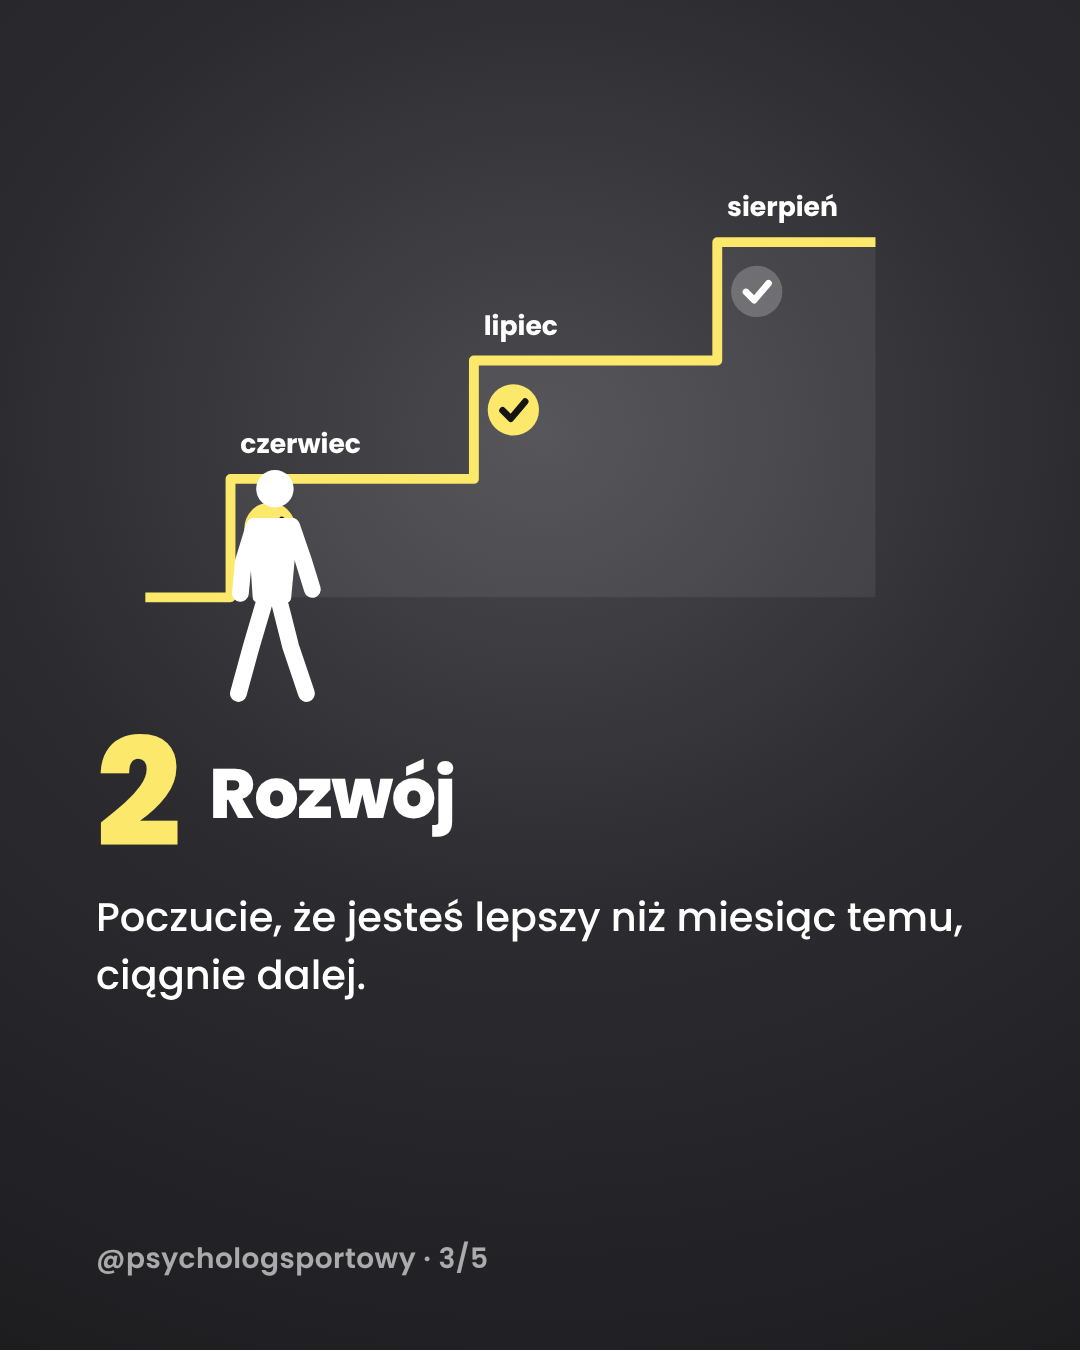 sierpień
lipiec
czerwiec
2 Rozwój
Poczucie, że jesteś lepszy niż miesiąc temu,
ciągnie dalej.
@psychologsportowy · 3/5